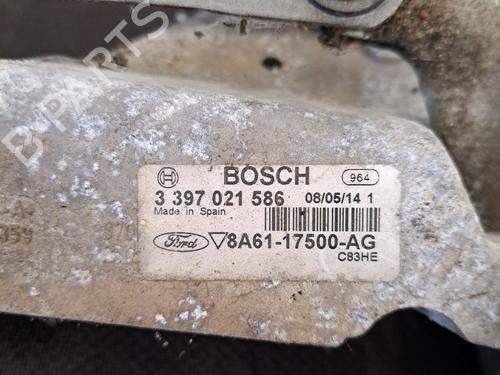 B-PARTS
BOSCH 964
3 397 021 586 08/05/14 1
Made in Spain
Ford 8A61-17500-AG
C83HE